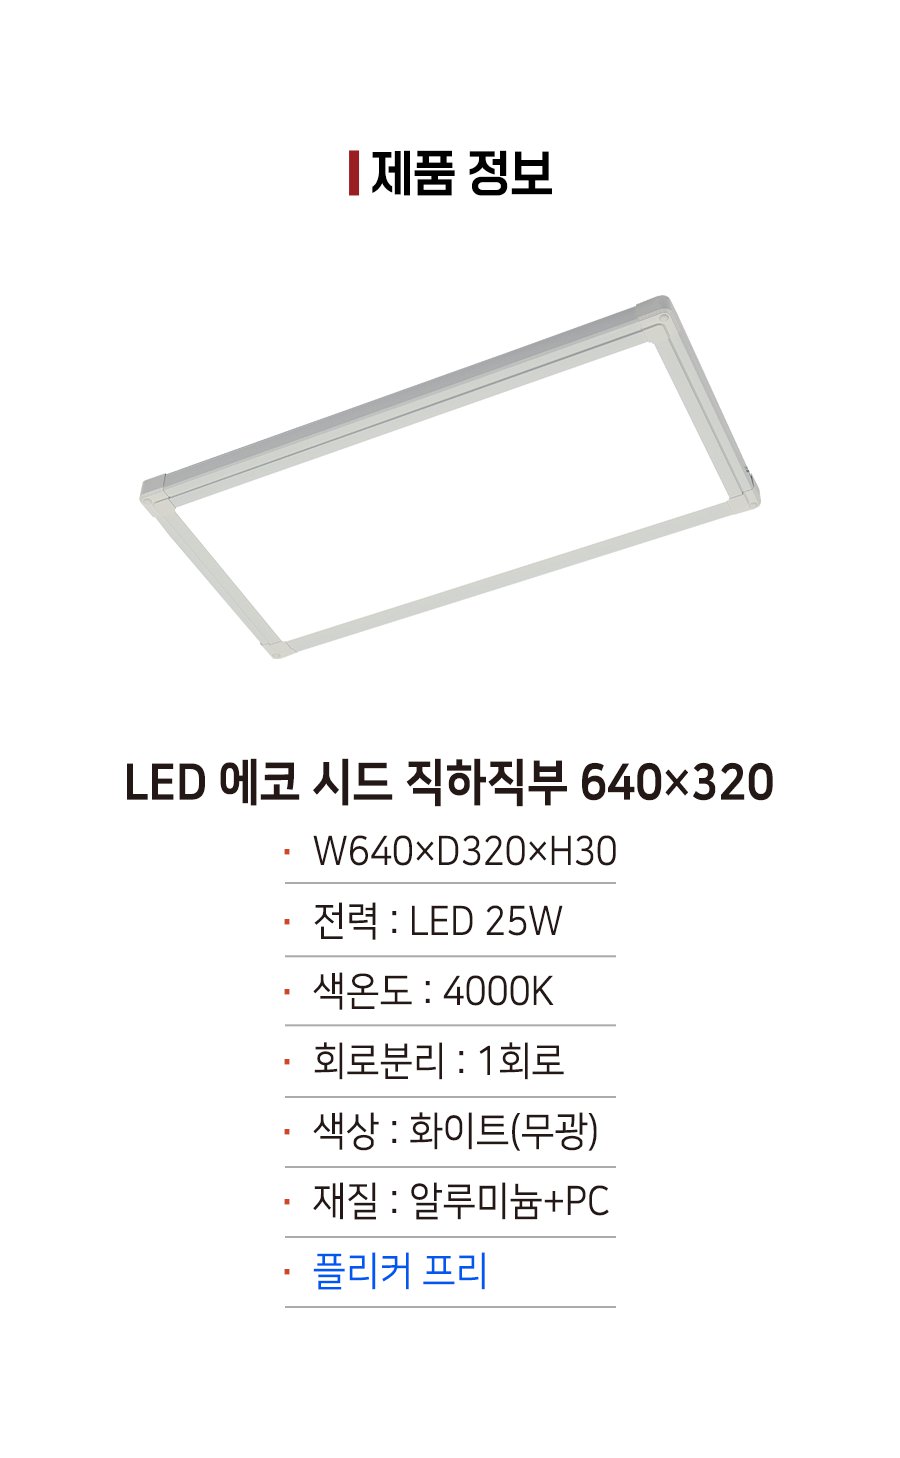 제품 정보
LED 에코 시드 직하직부 640×320
· W640×D320×H30
· 전력 : LED 25W
· 색온도 : 4000K
· 회로분리 : 1회로
· 색상 : 화이트(무광)
· 재질 : 알루미늄+PC
· 플리커 프리